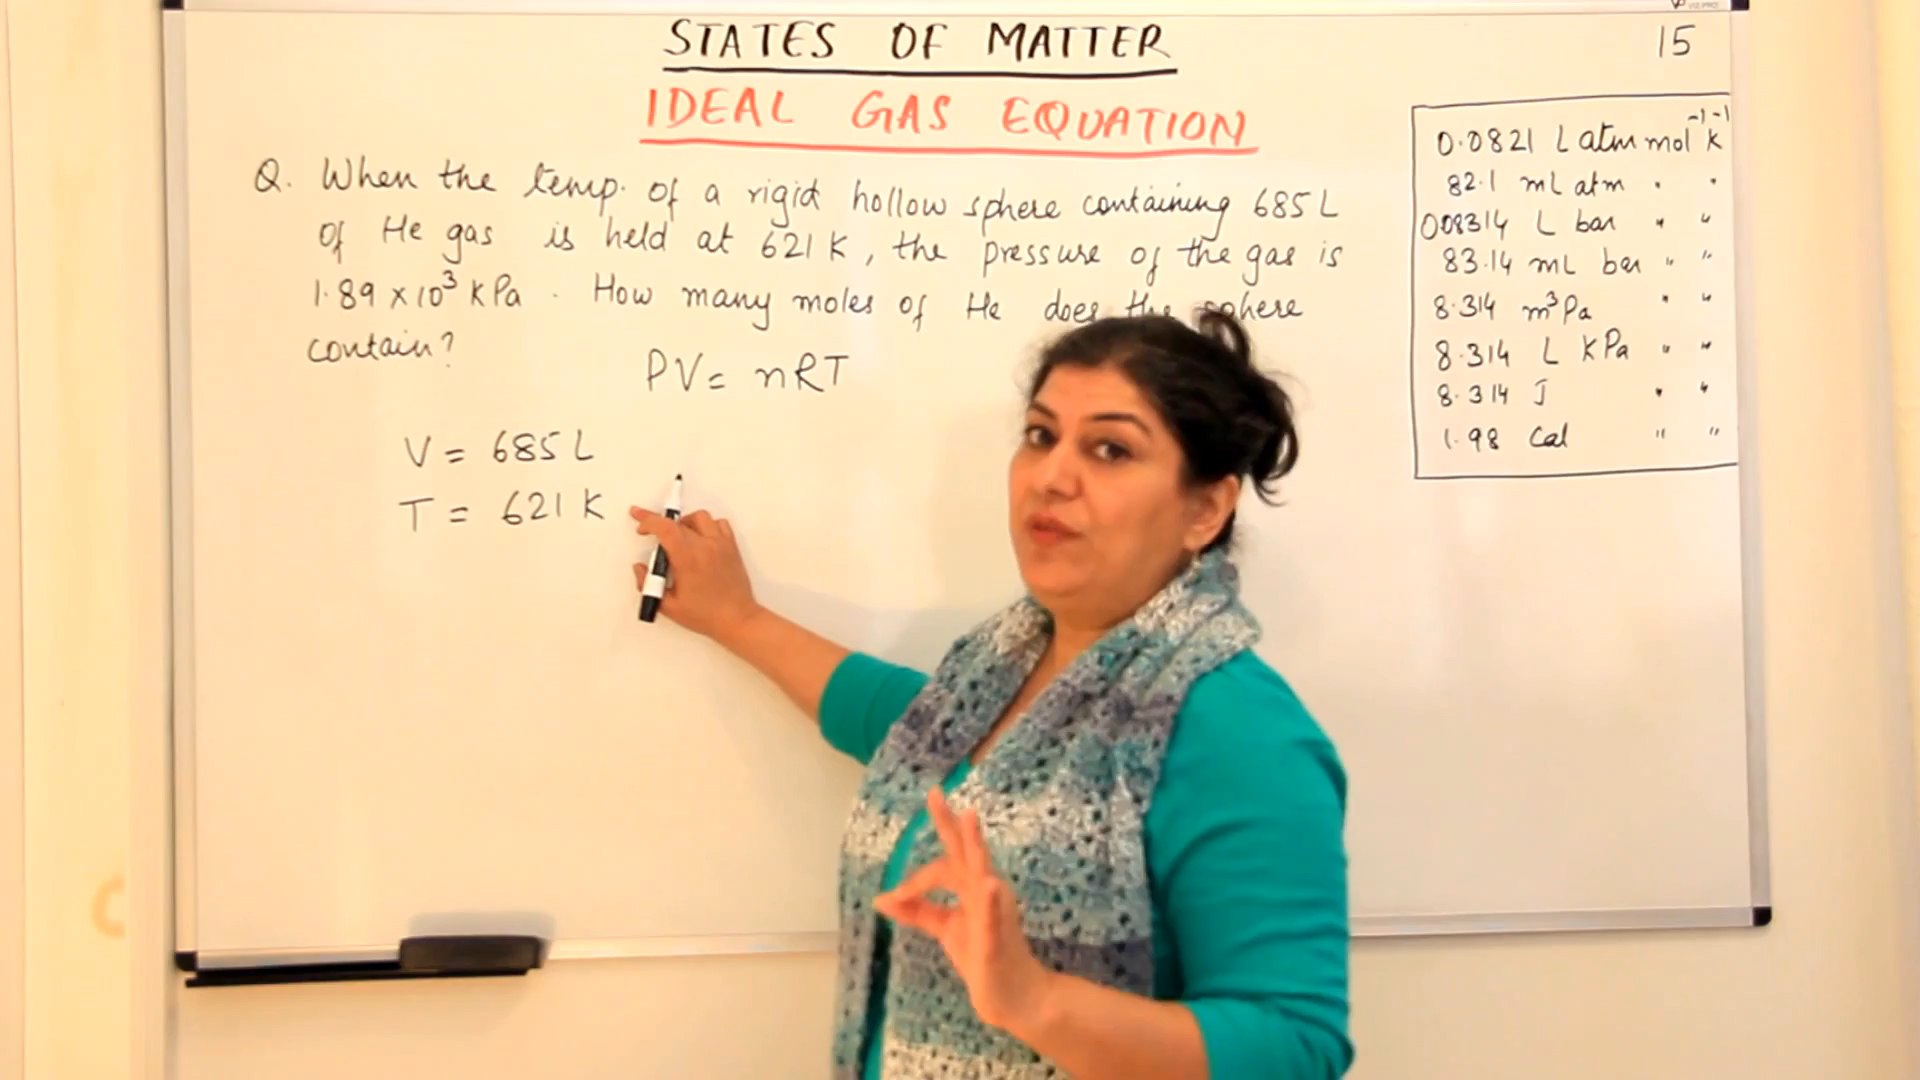 STATES OF MATTER
15
IDEAL GAS EQUATION
Q. When the temp. of a rigid hollow sphere containing 685 L
of He gas is held at 621 K, the pressure of the gas is
1.89 x 10³ KPa. How many moles of He does the sphere
contain?
PV = nRT
V = 685 L
T = 621 K
0.0821 L atm mol⁻¹ K⁻¹
82.1 mL atm " "
0.08314 L bar " "
83.14 mL bar " "
8.314 m³ Pa " "
8.314 L KPa " "
8.314 J " "
1.98 Cal " "